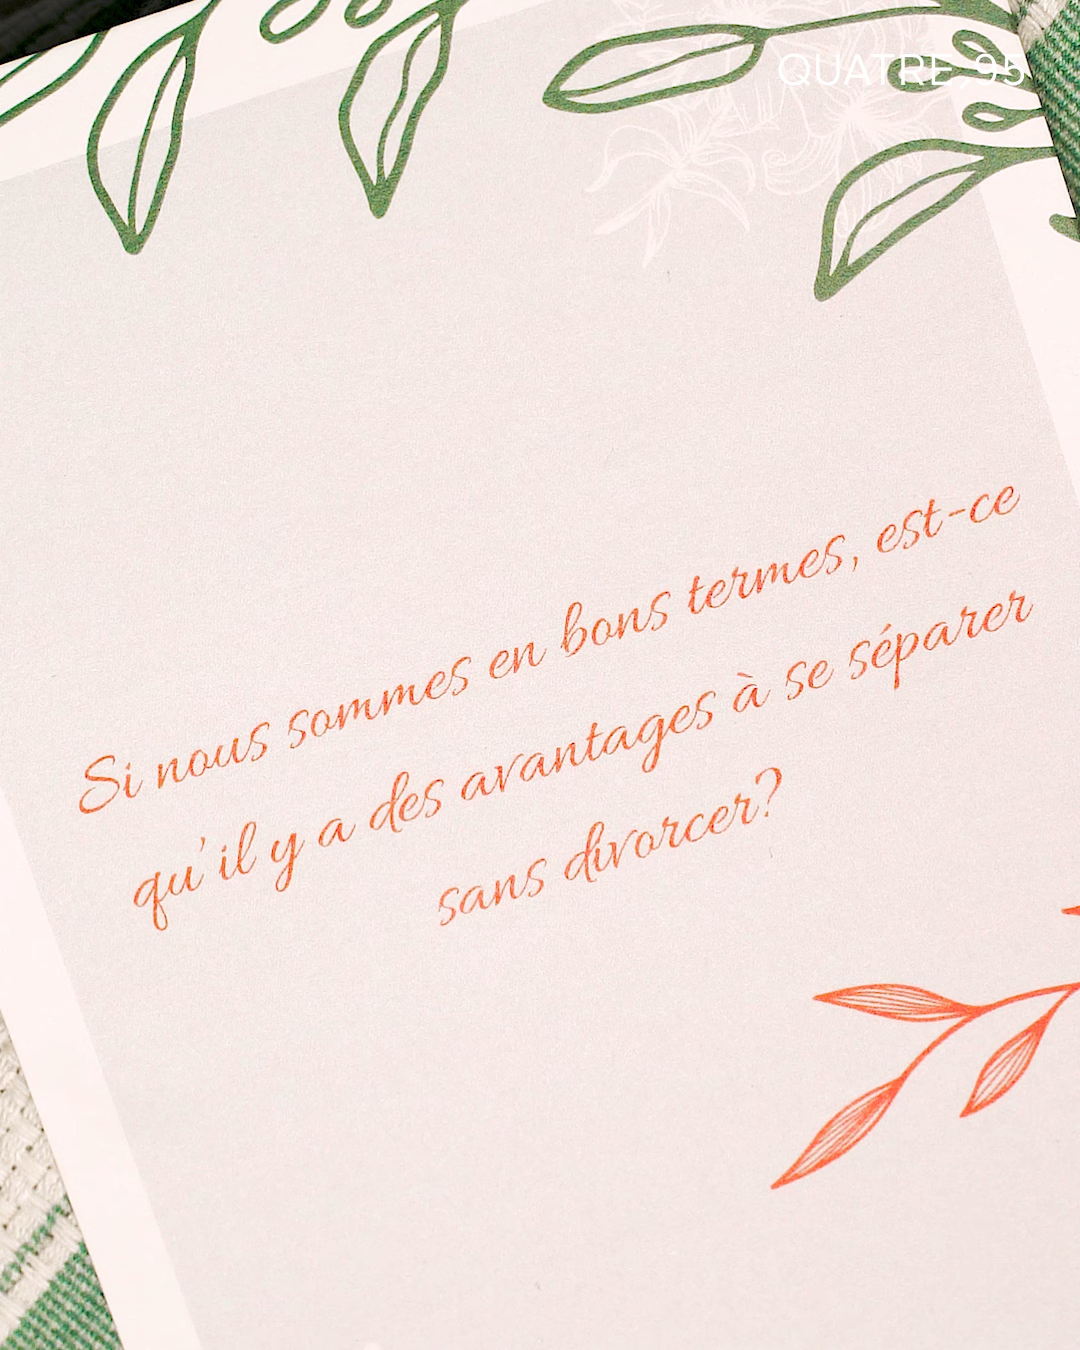 QUATRE,95
Si nous sommes en bons termes, est-ce
qu'il y a des avantages à se séparer
sans divorcer?